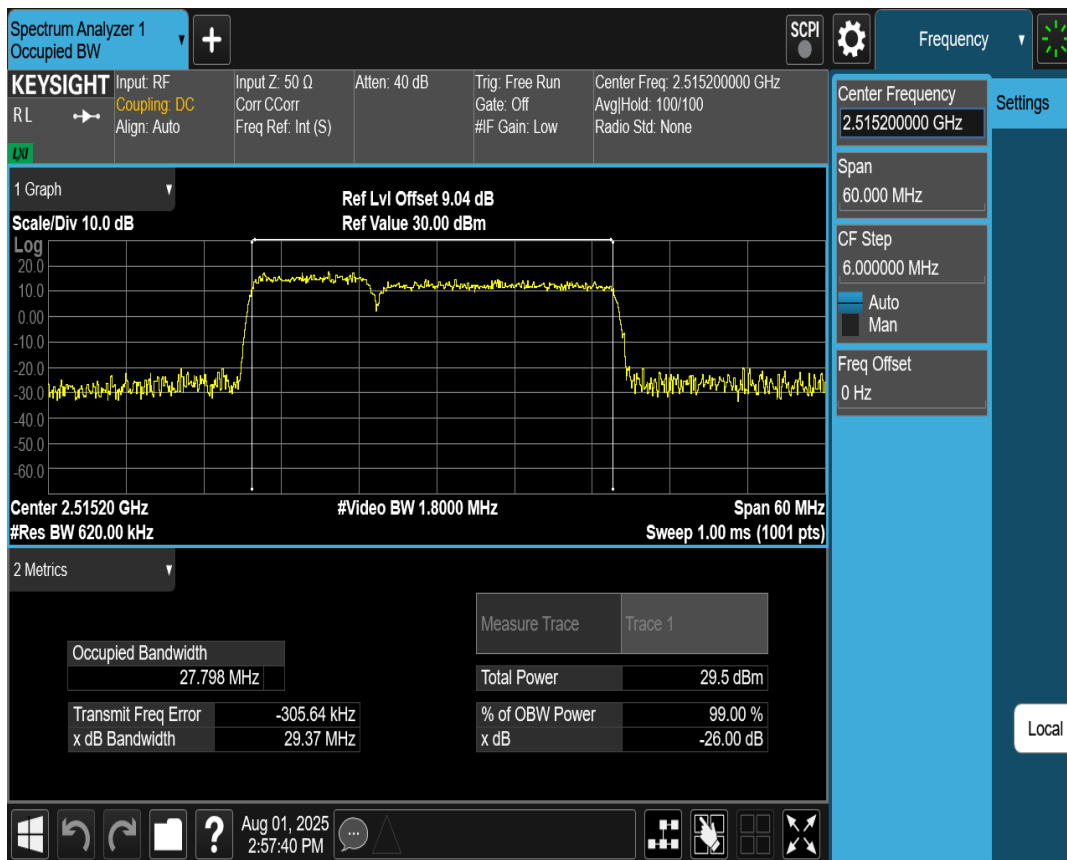 Spectrum Analyzer 1
Occupied BW
+
SCPI
Frequency
KEYSIGHT
RL
LXI
Input: RF
Coupling: DC
Align: Auto
Input Z: 50 Ω
Corr CCorr
Freq Ref: Int (S)
Atten: 40 dB
Trig: Free Run
Gate: Off
#IF Gain: Low
Center Freq: 2.515200000 GHz
Avg|Hold: 100/100
Radio Std: None
Center Frequency
2.515200000 GHz
Settings
Span
60.000 MHz
CF Step
6.000000 MHz
Auto
Man
Freq Offset
0 Hz
Local
1 Graph
Scale/Div 10.0 dB
Ref Lvl Offset 9.04 dB
Ref Value 30.00 dBm
Log
20.0
10.0
0.00
-10.0
-20.0
-30.0
-40.0
-50.0
-60.0
Center 2.51520 GHz
#Video BW 1.8000 MHz
Span 60 MHz
#Res BW 620.00 kHz
Sweep 1.00 ms (1001 pts)
2 Metrics
Measure Trace Trace 1
Occupied Bandwidth
27.798 MHz
Total Power 29.5 dBm
Transmit Freq Error -305.64 kHz
% of OBW Power 99.00 %
x dB Bandwidth 29.37 MHz
x dB -26.00 dB
?
Aug 01, 2025
2:57:40 PM